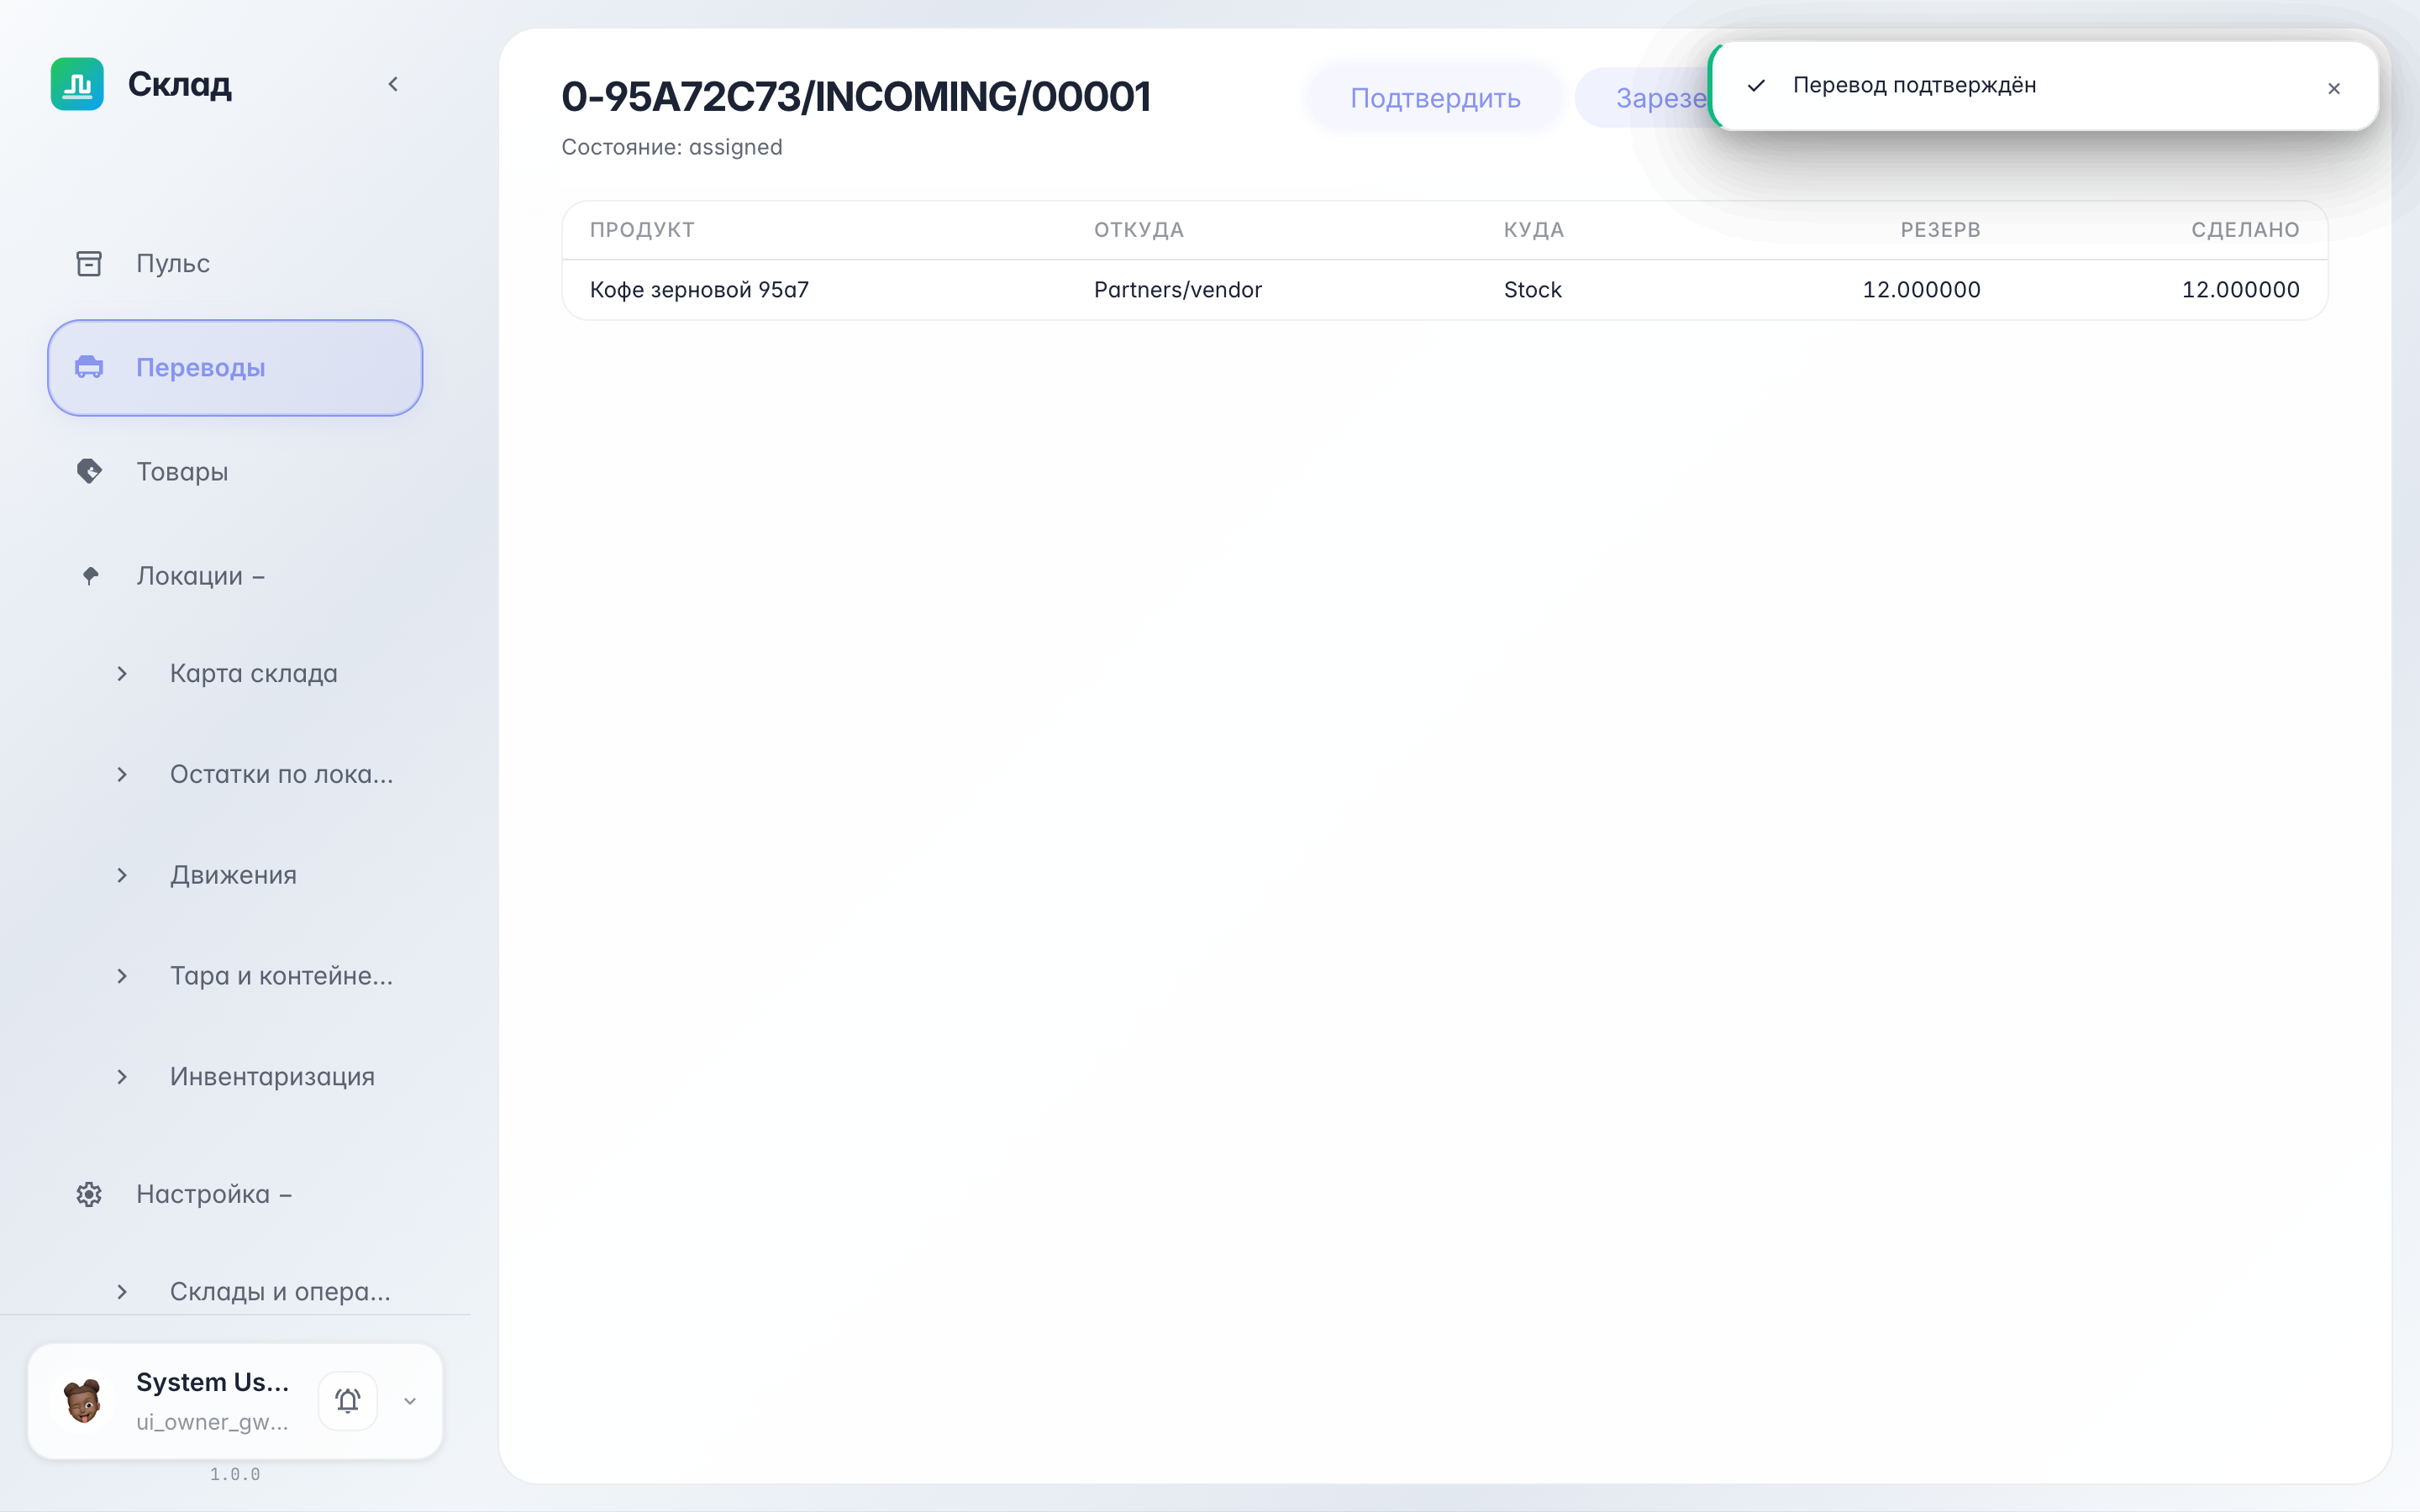 Склад
Пульс
Переводы
Товары
Локации –
Карта склада
Остатки по лока...
Движения
Тара и контейне...
Инвентаризация
Настройка –
Склады и опера...
System Us...
ui_owner_gw...
1.0.0
0-95A72C73/INCOMING/00001
Состояние: assigned
Подтвердить
Зарезе
Перевод подтверждён
ПРОДУКТ ОТКУДА КУДА РЕЗЕРВ СДЕЛАНО
Кофе зерновой 95a7 Partners/vendor Stock 12.000000 12.000000